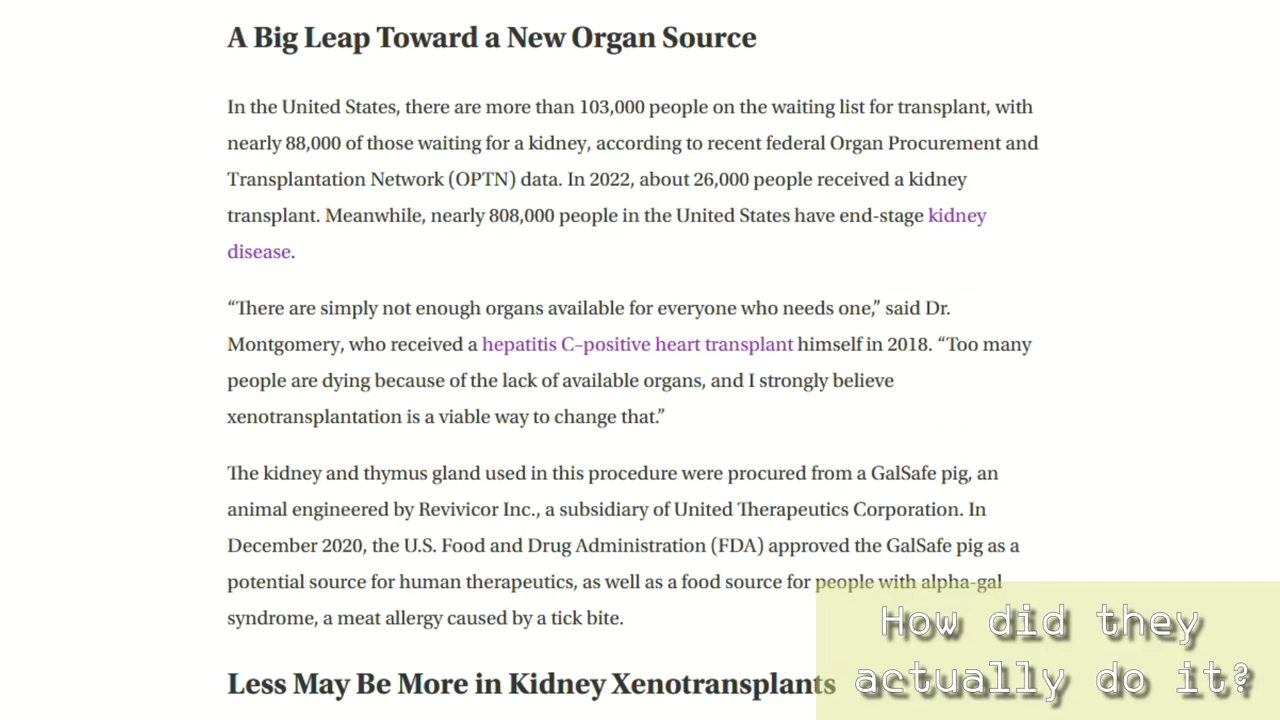 A Big Leap Toward a New Organ Source
In the United States, there are more than 103,000 people on the waiting list for transplant, with
nearly 88,000 of those waiting for a kidney, according to recent federal Organ Procurement and
Transplantation Network (OPTN) data. In 2022, about 26,000 people received a kidney
transplant. Meanwhile, nearly 808,000 people in the United States have end-stage kidney
disease.
“There are simply not enough organs available for everyone who needs one,” said Dr.
Montgomery, who received a hepatitis C–positive heart transplant himself in 2018. “Too many
people are dying because of the lack of available organs, and I strongly believe
xenotransplantation is a viable way to change that.”
The kidney and thymus gland used in this procedure were procured from a GalSafe pig, an
animal engineered by Revivicor Inc., a subsidiary of United Therapeutics Corporation. In
December 2020, the U.S. Food and Drug Administration (FDA) approved the GalSafe pig as a
potential source for human therapeutics, as well as a food source for people with alpha-gal
syndrome, a meat allergy caused by a tick bite.
Less May Be More in Kidney Xenotransplants
How did they
actually do it?